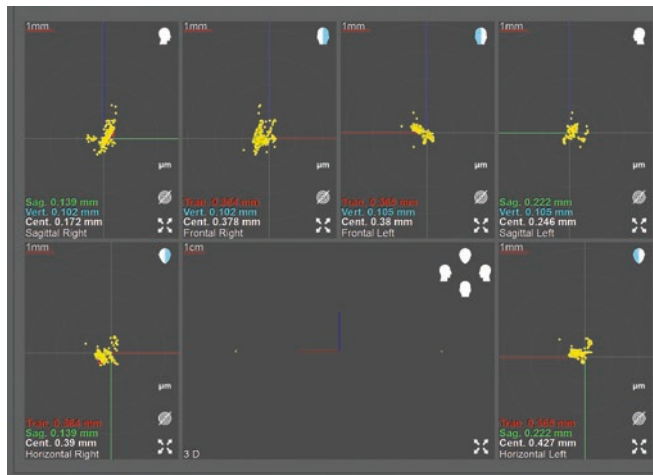 1mm
µm
Sag. 0.139 mm
Vert. 0.102 mm
Cent. 0.172 mm
Sagittal Right
1mm
µm
Tran. 0.364 mm
Vert. 0.102 mm
Cent. 0.378 mm
Frontal Right
1mm
µm
Tran. 0.365 mm
Vert. 0.105 mm
Cent. 0.38 mm
Frontal Left
1mm
µm
Sag. 0.222 mm
Vert. 0.105 mm
Cent. 0.246 mm
Sagittal Left
1mm
µm
Tran. 0.364 mm
Sag. 0.139 mm
Cent. 0.39 mm
Horizontal Right
1cm
3 D
1mm
µm
Tran. 0.365 mm
Sag. 0.222 mm
Cent. 0.427 mm
Horizontal Left